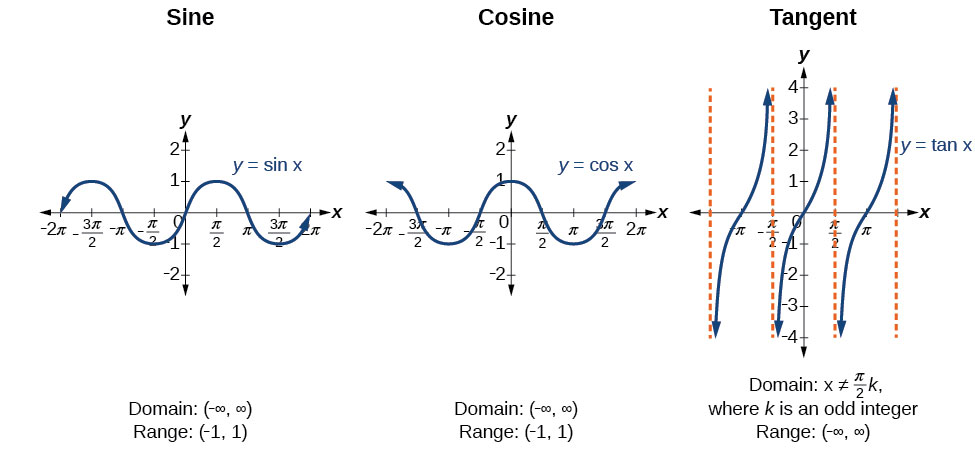 Sine
Cosine
Tangent
y
2
1
y = sin x
x
-2π
-3π/2
-π
-π/2
0
π/2
π
3π/2
2π
-1
-2
Domain: (-∞, ∞)
Range: (-1, 1)
y
2
1
y = cos x
x
-2π
-3π/2
-π
-π/2
0
π/2
π
3π/2
2π
-1
-2
Domain: (-∞, ∞)
Range: (-1, 1)
y
4
3
2
1
y = tan x
x
-π
-π/2
0
π/2
π
-1
-2
-3
-4
Domain: x ≠ π/2 k,
where k is an odd integer
Range: (-∞, ∞)